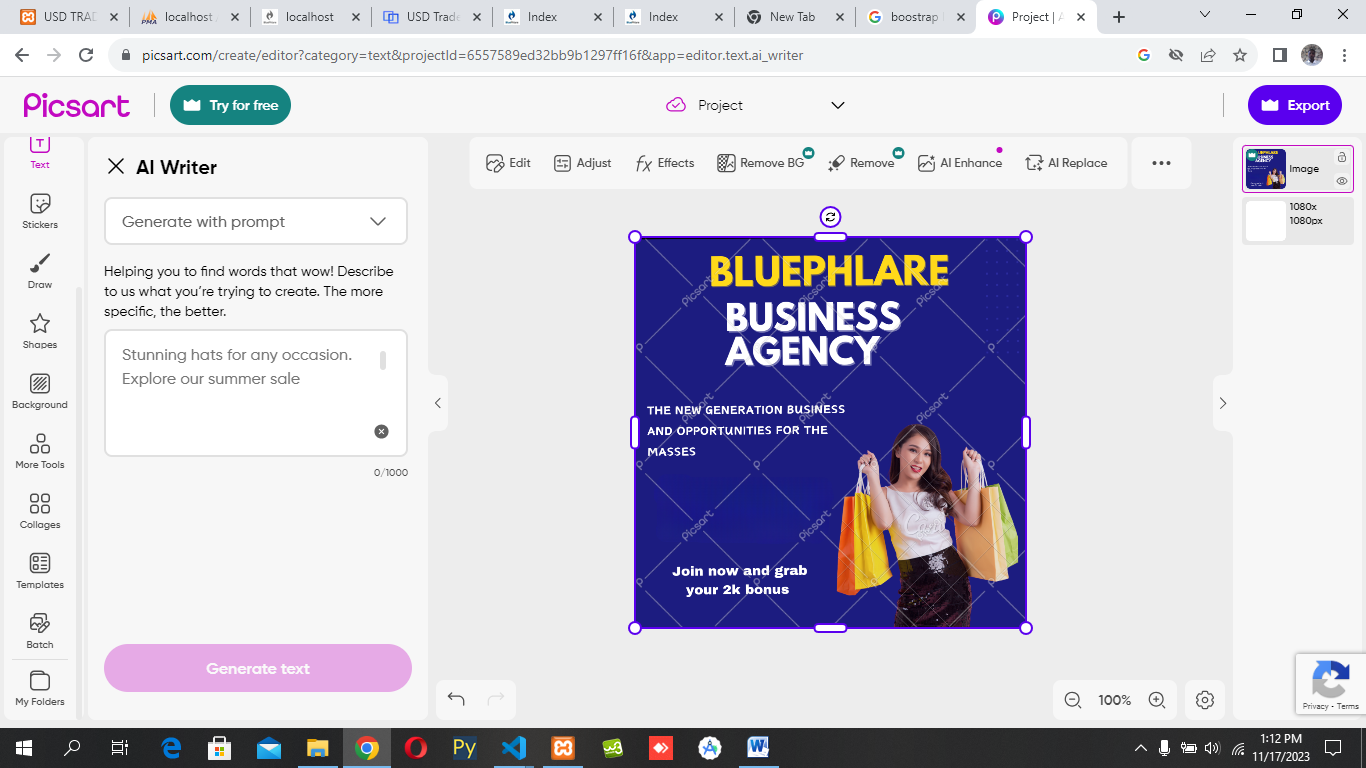 USD TRAD
localhost /
localhost
USD Trade
Index
Index
New Tab
boostrap
Project | A
picsart.com/create/editor?category=text&projectId=6557589ed32bb9b1297ff16f&app=editor.text.ai_writer
Picsart
Try for free
Project
Export
Text
Stickers
Draw
Shapes
Background
More Tools
Collages
Templates
Batch
My Folders
AI Writer
Generate with prompt
Helping you to find words that wow! Describe
to us what you’re trying to create. The more
specific, the better.
Stunning hats for any occasion.
Explore our summer sale
0/1000
Generate text
Edit
Adjust
Effects
Remove BG
Remove
AI Enhance
AI Replace
BLUEPHLARE
BUSINESS
AGENCY
THE NEW GENERATION BUSINESS
AND OPPORTUNITIES FOR THE
MASSES
Join now and grab
your 2k bonus
Picsart
100%
Image
1080x
1080px
Privacy - Terms
1:12 PM
11/17/2023